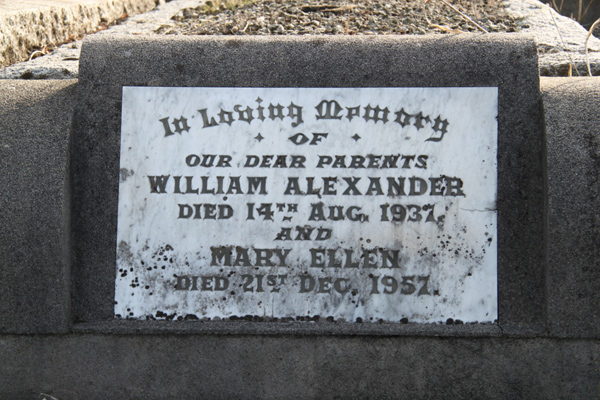 In Loving Memory
OF
OUR DEAR PARENTS
WILLIAM ALEXANDER
DIED 14TH AUG. 1937.
AND
MARY ELLEN
DIED 21ST DEC. 1957.